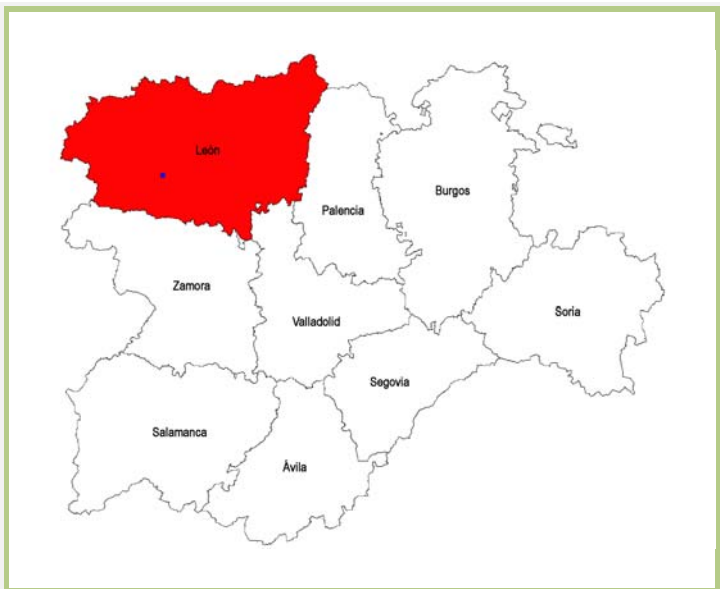 León
Palencia
Burgos
Zamora
Valladolid
Soria
Segovia
Salamanca
Ávila